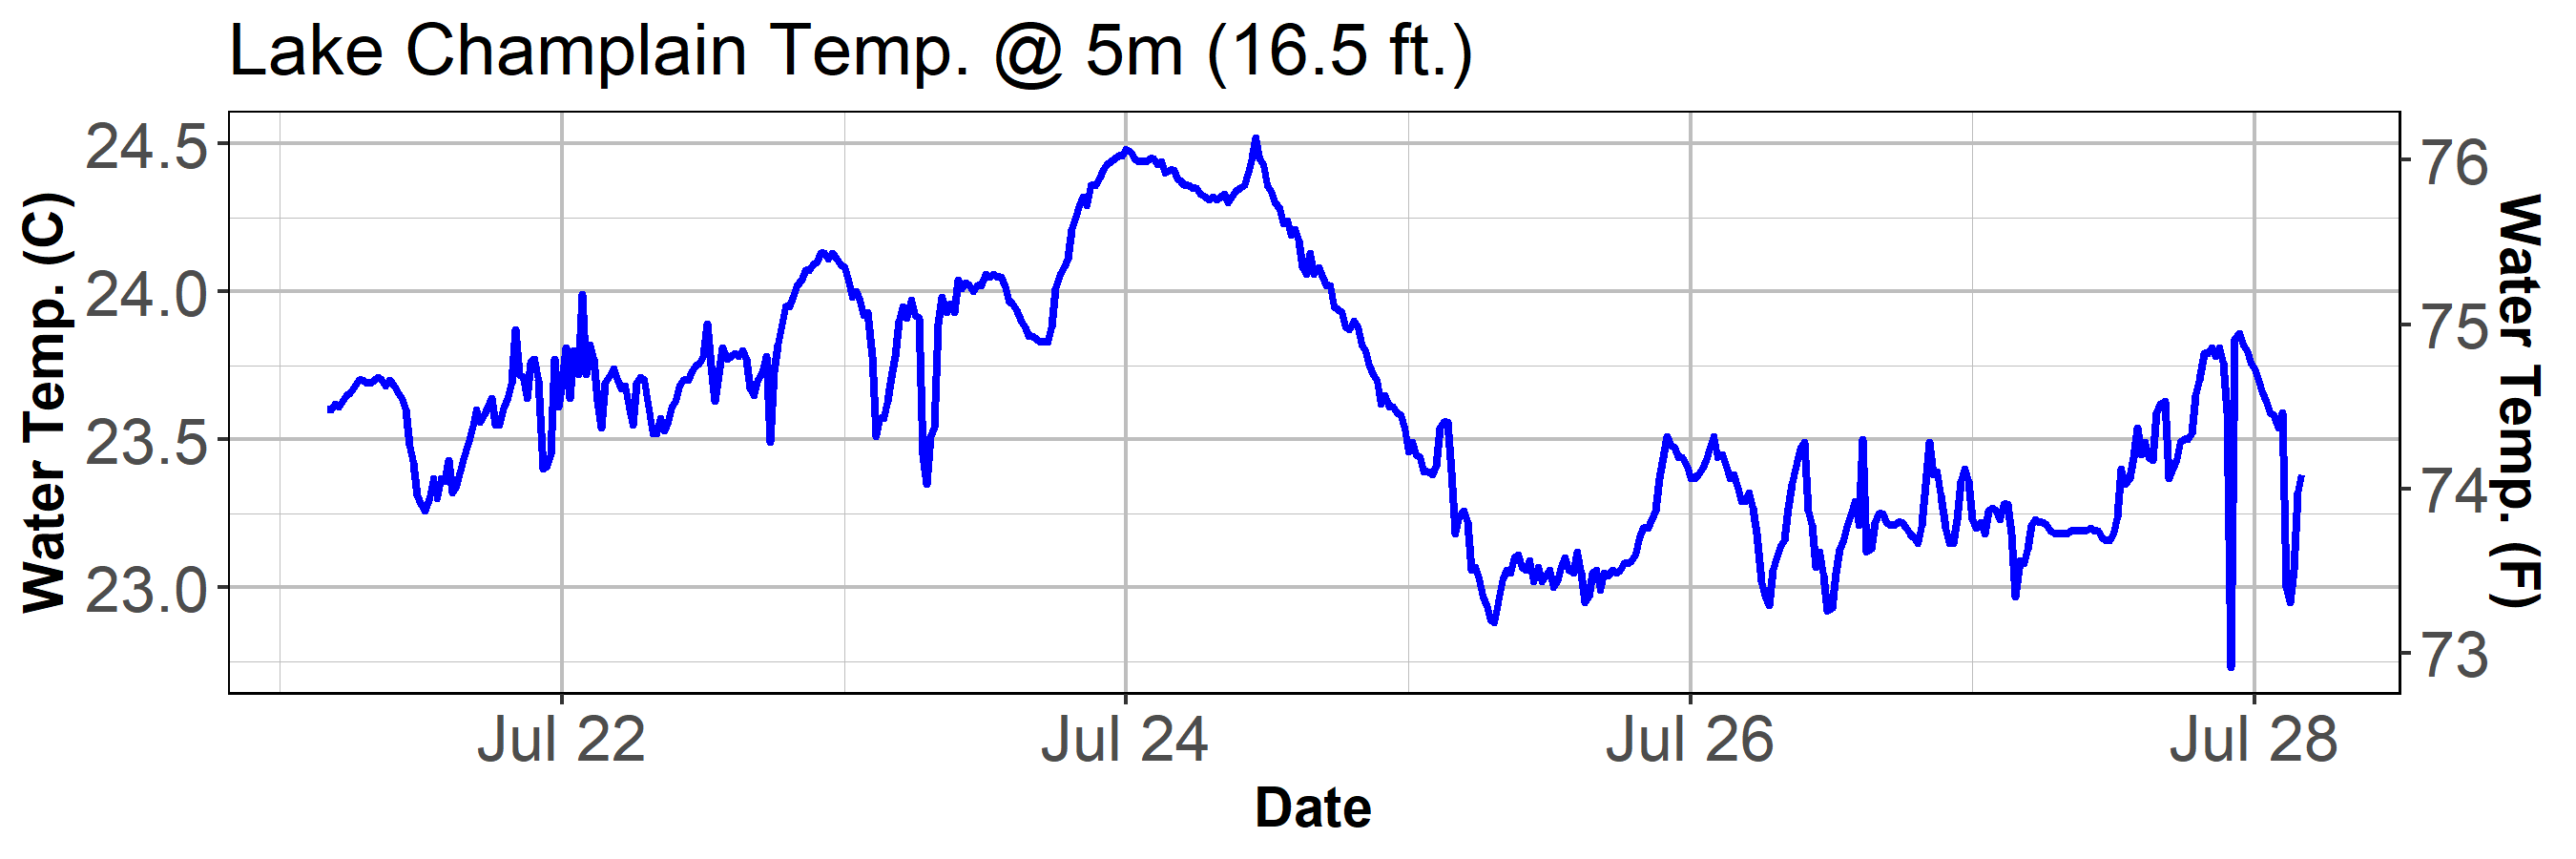 Lake Champlain Temp. @ 5m (16.5 ft.)
Water Temp. (C)
24.5
24.0
23.5
23.0
76
75
74
73
Water Temp. (F)
Jul 22
Jul 24
Jul 26
Jul 28
Date